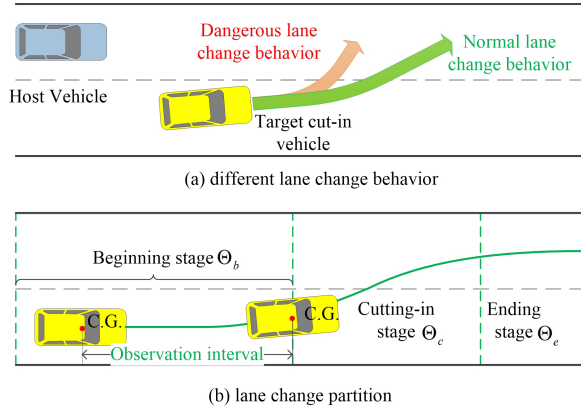 Dangerous lane
change behavior
Normal lane
change behavior
Host Vehicle
Target cut-in
vehicle
(a) different lane change behavior
Beginning stage Θb
C.G.
C.G.
Cutting-in
stage Θc
Ending
stage Θe
Observation interval
(b) lane change partition